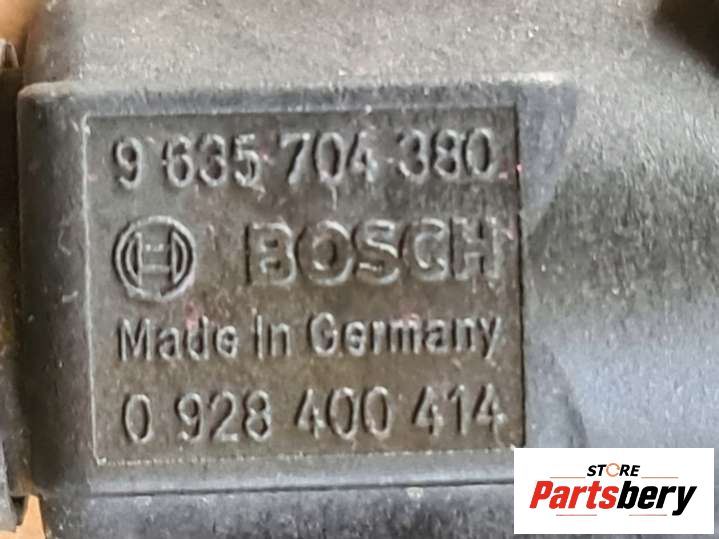 9 635 704 380
BOSCH
Made in Germany
0 928 400 414
STORE
Partsbery